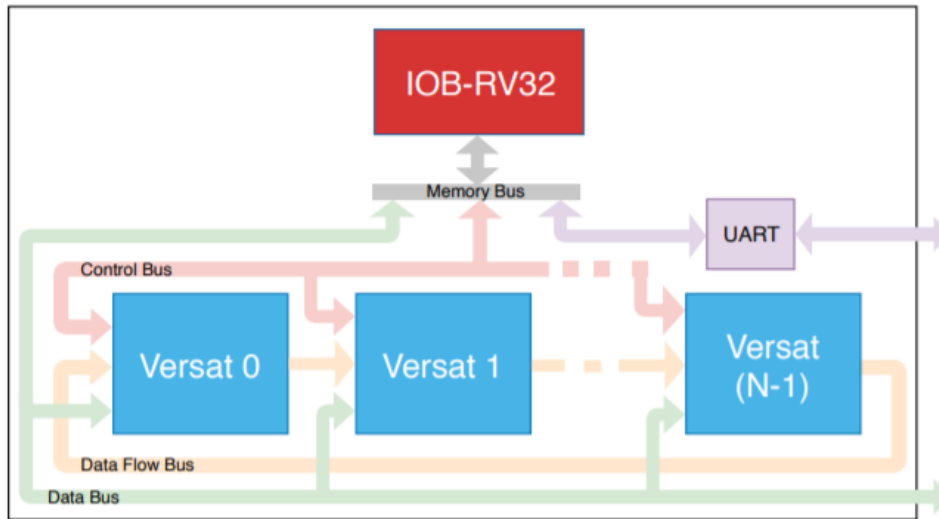 IOB-RV32
Memory Bus
UART
Control Bus
Versat 0
Versat 1
Versat
(N-1)
Data Flow Bus
Data Bus